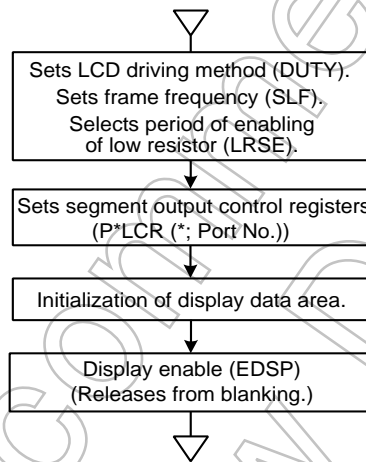 Sets LCD driving method (DUTY).
Sets frame frequency (SLF).
Selects period of enabling
of low resistor (LRSE).
Sets segment output control registers
(P*LCR (*; Port No.))
Initialization of display data area.
Display enable (EDSP)
(Releases from blanking.)